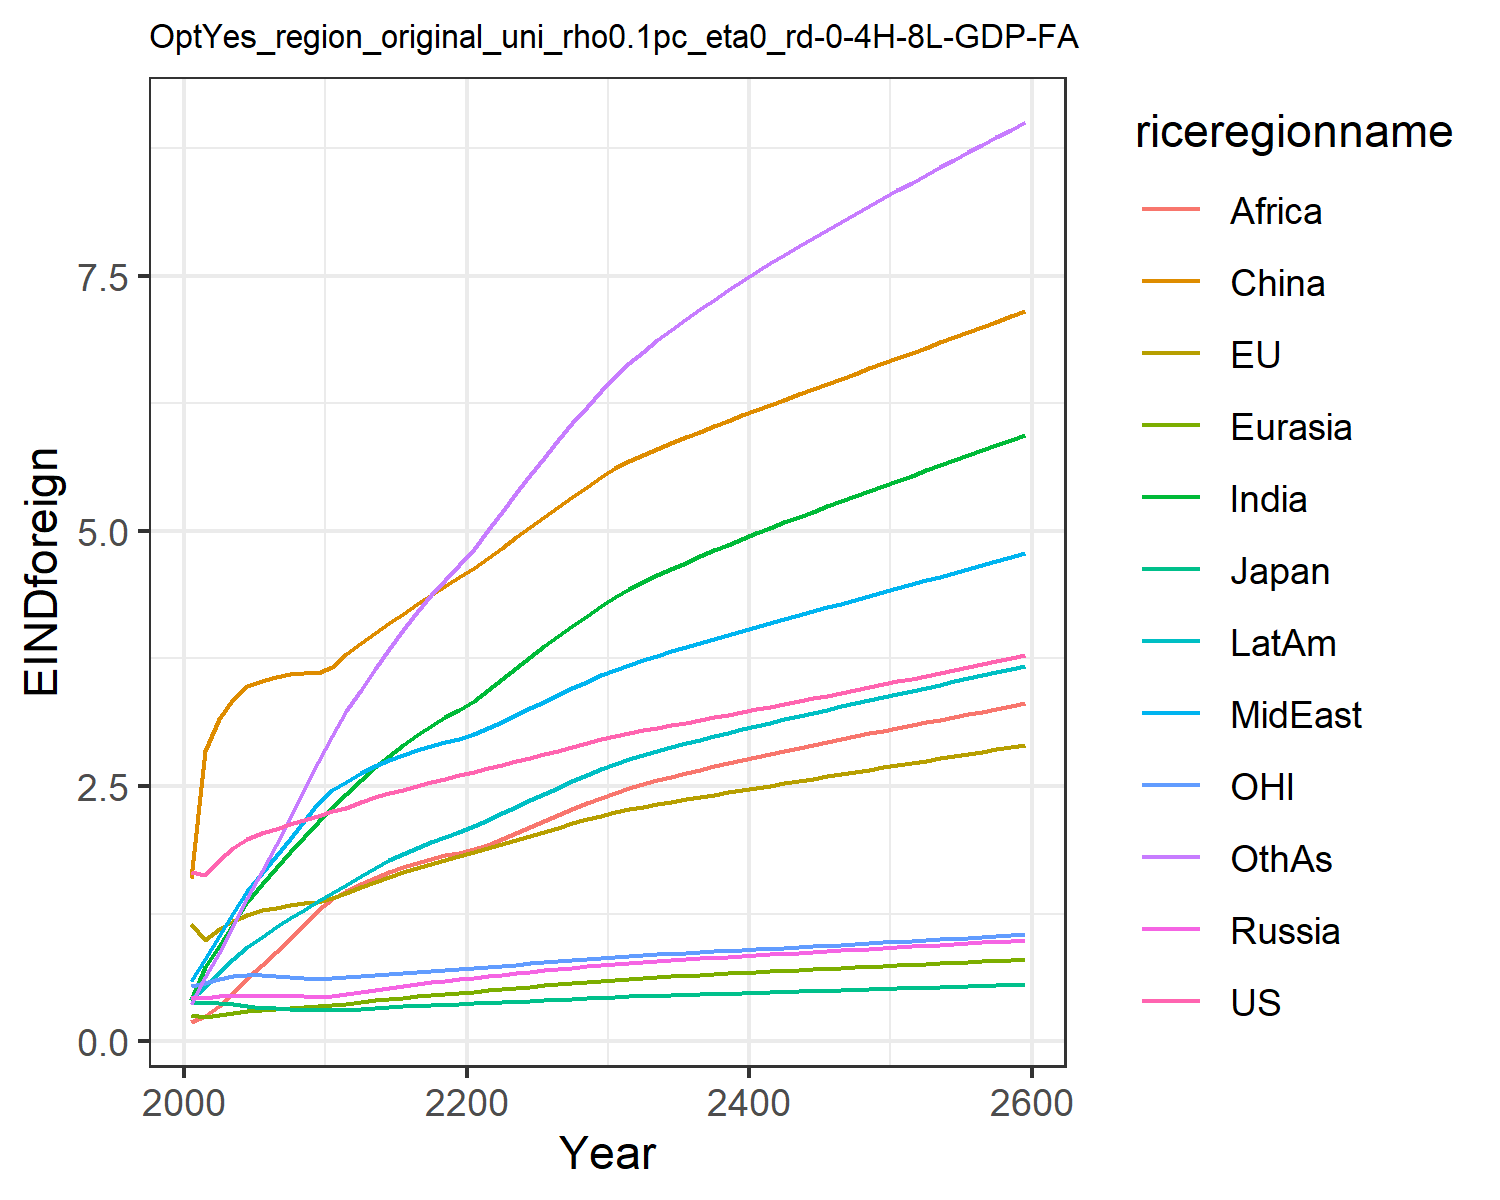 OptYes_region_original_uni_rho0.1pc_eta0_rd-0-4H-8L-GDP-FA
EINDforeign
7.5
5.0
2.5
0.0
2000
2200
2400
2600
Year
riceregionname
Africa
China
EU
Eurasia
India
Japan
LatAm
MidEast
OHI
OthAs
Russia
US